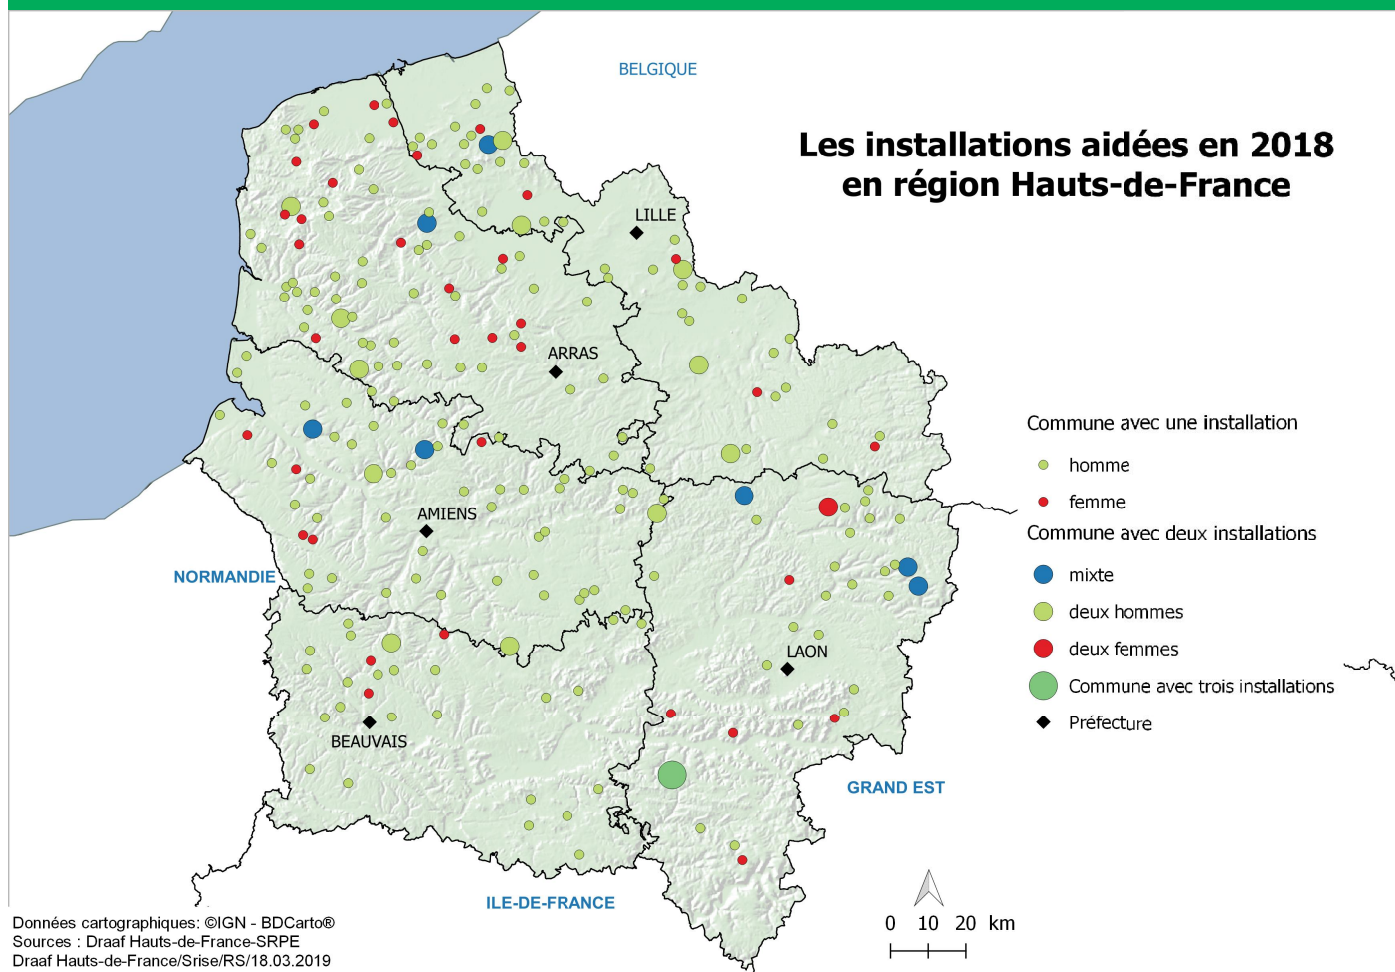 BELGIQUE
Les installations aidées en 2018
en région Hauts-de-France
LILLE
ARRAS
Commune avec une installation
homme
femme
Commune avec deux installations
mixte
deux hommes
deux femmes
Commune avec trois installations
Préfecture
AMIENS
NORMANDIE
LAON
BEAUVAIS
GRAND EST
ILE-DE-FRANCE
0 10 20 km
Données cartographiques: ©IGN - BDCarto®
Sources : Draaf Hauts-de-France-SRPE
Draaf Hauts-de-France/Srise/RS/18.03.2019